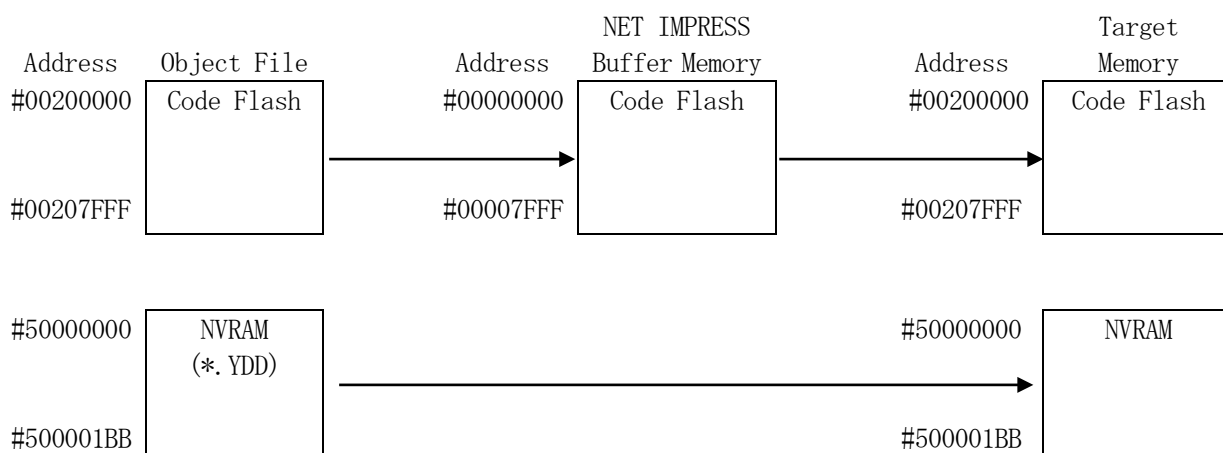 NET IMPRESS Target
Address Object File Address Buffer Memory Address Memory
#00200000 Code Flash #00000000 Code Flash #00200000 Code Flash
#00207FFF #00007FFF #00207FFF
#50000000 NVRAM #50000000 NVRAM
(*.YDD)
#500001BB #500001BB